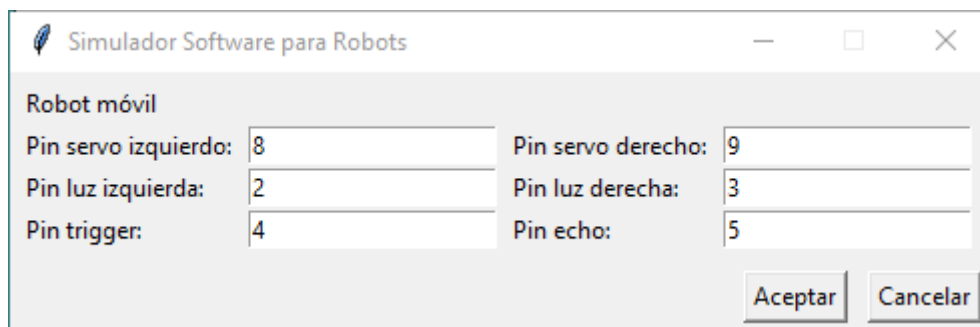 Simulador Software para Robots
Robot móvil
Pin servo izquierdo: 8 Pin servo derecho: 9
Pin luz izquierda: 2 Pin luz derecha: 3
Pin trigger: 4 Pin echo: 5
Aceptar Cancelar